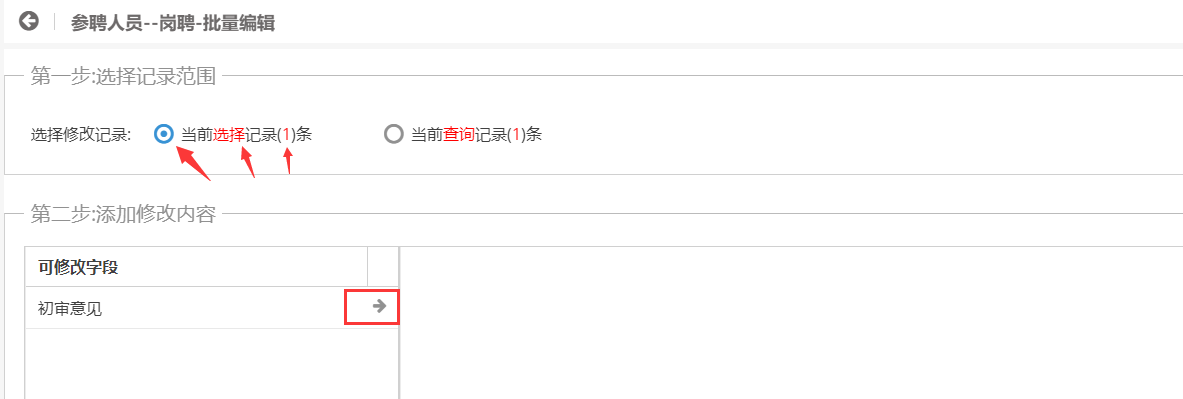 参聘人员--岗聘-批量编辑
第一步:选择记录范围
选择修改记录: 当前选择记录(1)条 当前查询记录(1)条
第二步:添加修改内容
可修改字段
初审意见